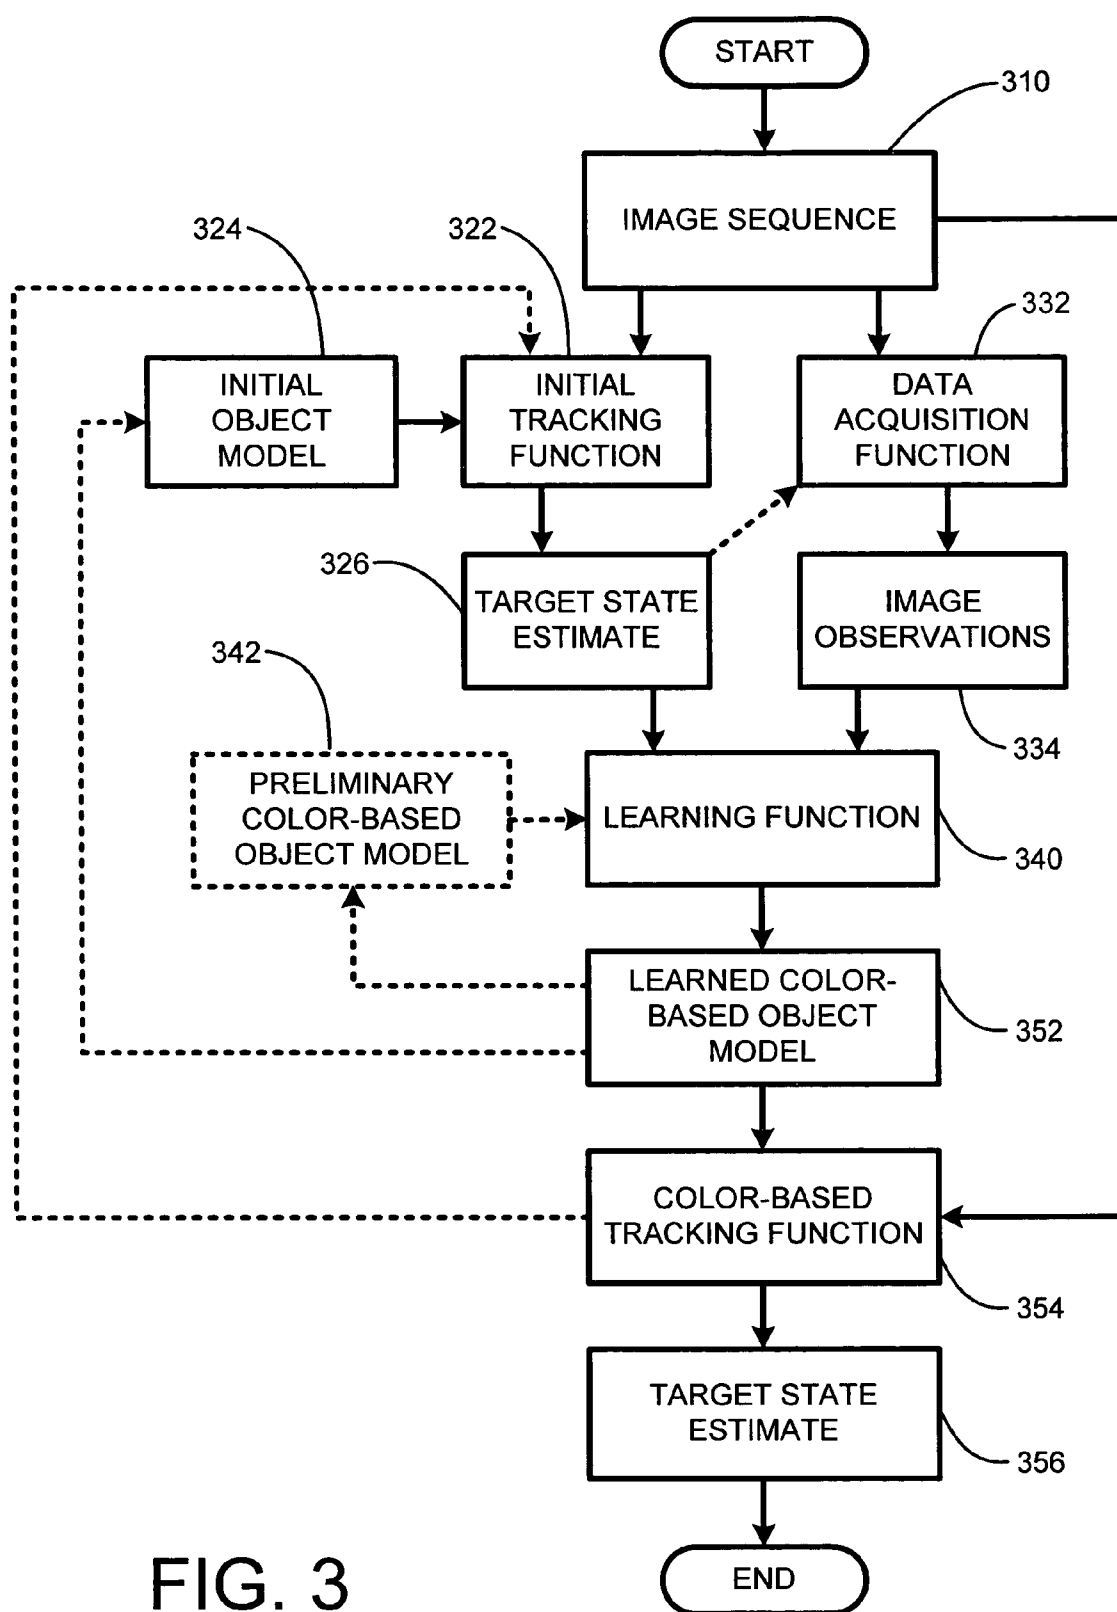 START
310
IMAGE SEQUENCE
324
322
332
INITIAL
OBJECT
MODEL
INITIAL
TRACKING
FUNCTION
DATA
ACQUISITION
FUNCTION
326
TARGET STATE
ESTIMATE
IMAGE
OBSERVATIONS
334
342
PRELIMINARY
COLOR-BASED
OBJECT MODEL
LEARNING FUNCTION
340
LEARNED COLOR-
BASED OBJECT
MODEL
352
COLOR-BASED
TRACKING FUNCTION
354
TARGET STATE
ESTIMATE
356
END
FIG. 3